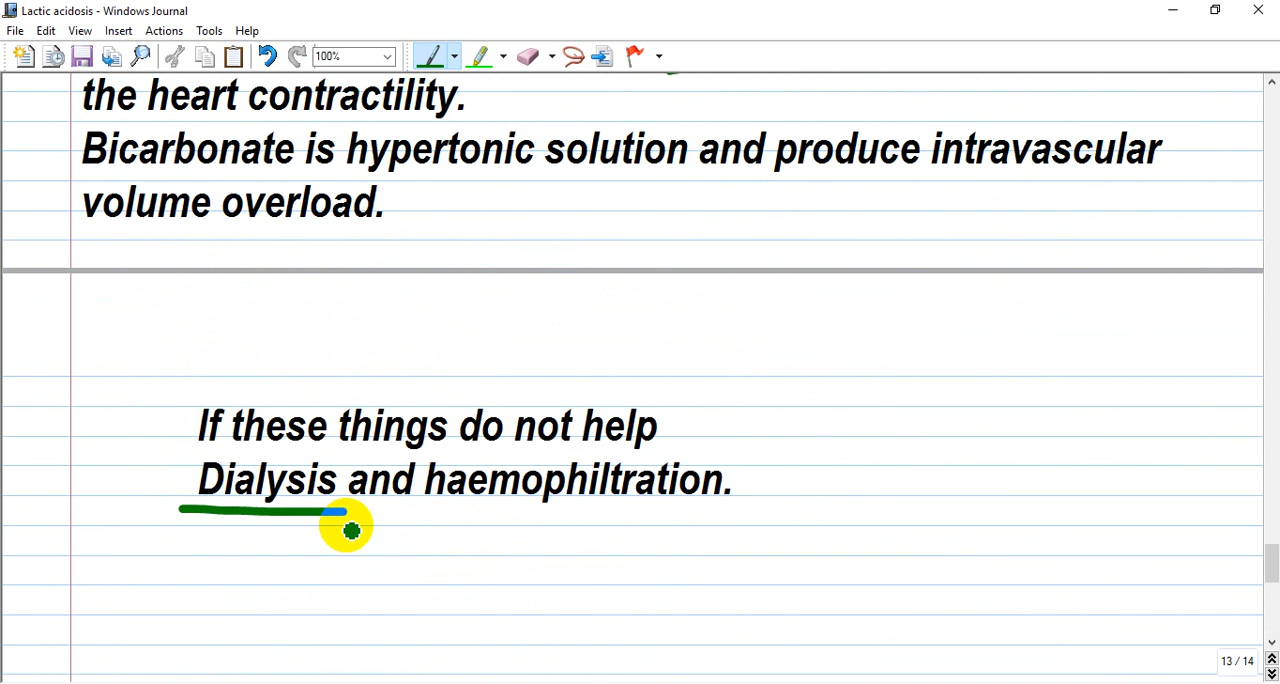 Lactic acidosis - Windows Journal
File Edit View Insert Actions Tools Help
100%
the heart contractility.
Bicarbonate is hypertonic solution and produce intravascular
volume overload.
If these things do not help
Dialysis and haemophiltration.
13 / 14